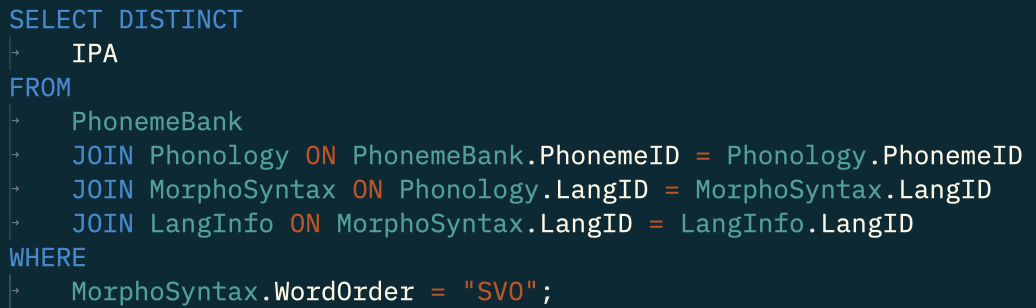 SELECT DISTINCT
IPA
FROM
PhonemeBank
JOIN Phonology ON PhonemeBank.PhonemeID = Phonology.PhonemeID
JOIN MorphoSyntax ON Phonology.LangID = MorphoSyntax.LangID
JOIN LangInfo ON MorphoSyntax.LangID = LangInfo.LangID
WHERE
MorphoSyntax.WordOrder = "SVO";